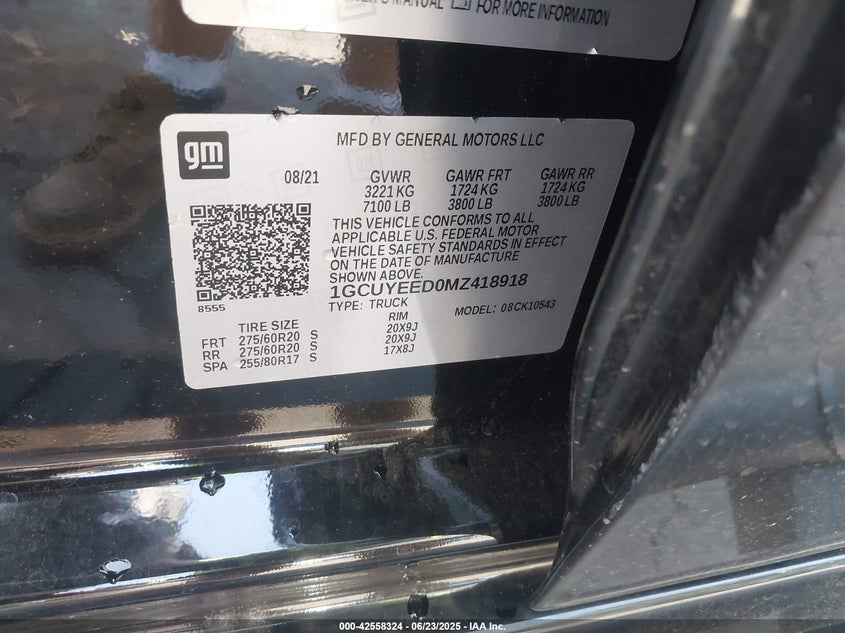 MANUAL FOR MORE INFORMATION
gm
MFD BY GENERAL MOTORS LLC
08/21 GVWR GAWR FRT GAWR RR
3221 KG 1724 KG 1724 KG
7100 LB 3800 LB 3800 LB
THIS VEHICLE CONFORMS TO ALL
APPLICABLE U.S. FEDERAL MOTOR
VEHICLE SAFETY STANDARDS IN EFFECT
ON THE DATE OF MANUFACTURE
SHOWN ABOVE.
1GCUYEED0MZ418918
8555 TYPE: TRUCK MODEL: 08CK10543
TIRE SIZE RIM
FRT 275/60R20 S 20X9J
RR 275/60R20 S 20X9J
SPA 255/80R17 S 17X8J
000-42558324 - 06/23/2025 - IAA Inc.